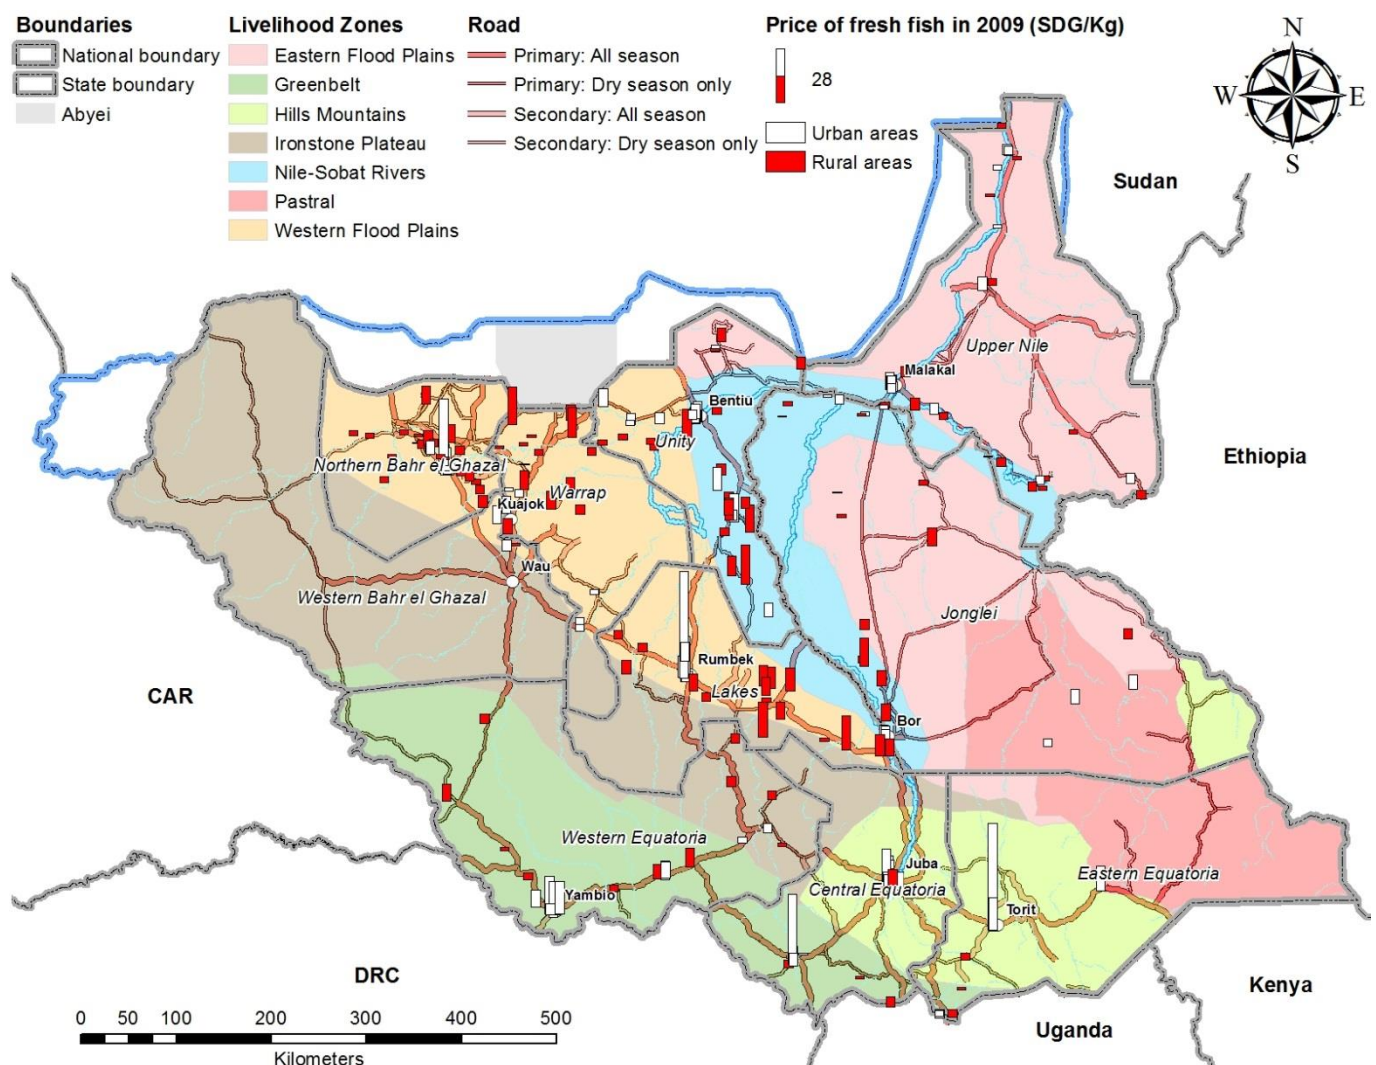 Boundaries
National boundary
State boundary
Abyei
Livelihood Zones
Eastern Flood Plains
Greenbelt
Hills Mountains
Ironstone Plateau
Nile-Sobat Rivers
Pastral
Western Flood Plains
Road
Primary: All season
Primary: Dry season only
Secondary: All season
Secondary: Dry season only
Price of fresh fish in 2009 (SDG/Kg)
28
Urban areas
Rural areas
N
W
E
S
Sudan
Upper Nile
Malakal
Bentiu
Unity
Ethiopia
Northern Bahr el Ghazal
Warrap
Kuajok
Wau
Western Bahr el Ghazal
Jonglei
Rumbek
Lakes
CAR
Bor
Western Equatoria
Juba
Central Equatoria
Eastern Equatoria
Yambio
Torit
DRC
Kenya
Uganda
0 50 100 200 300 400 500
Kilometers